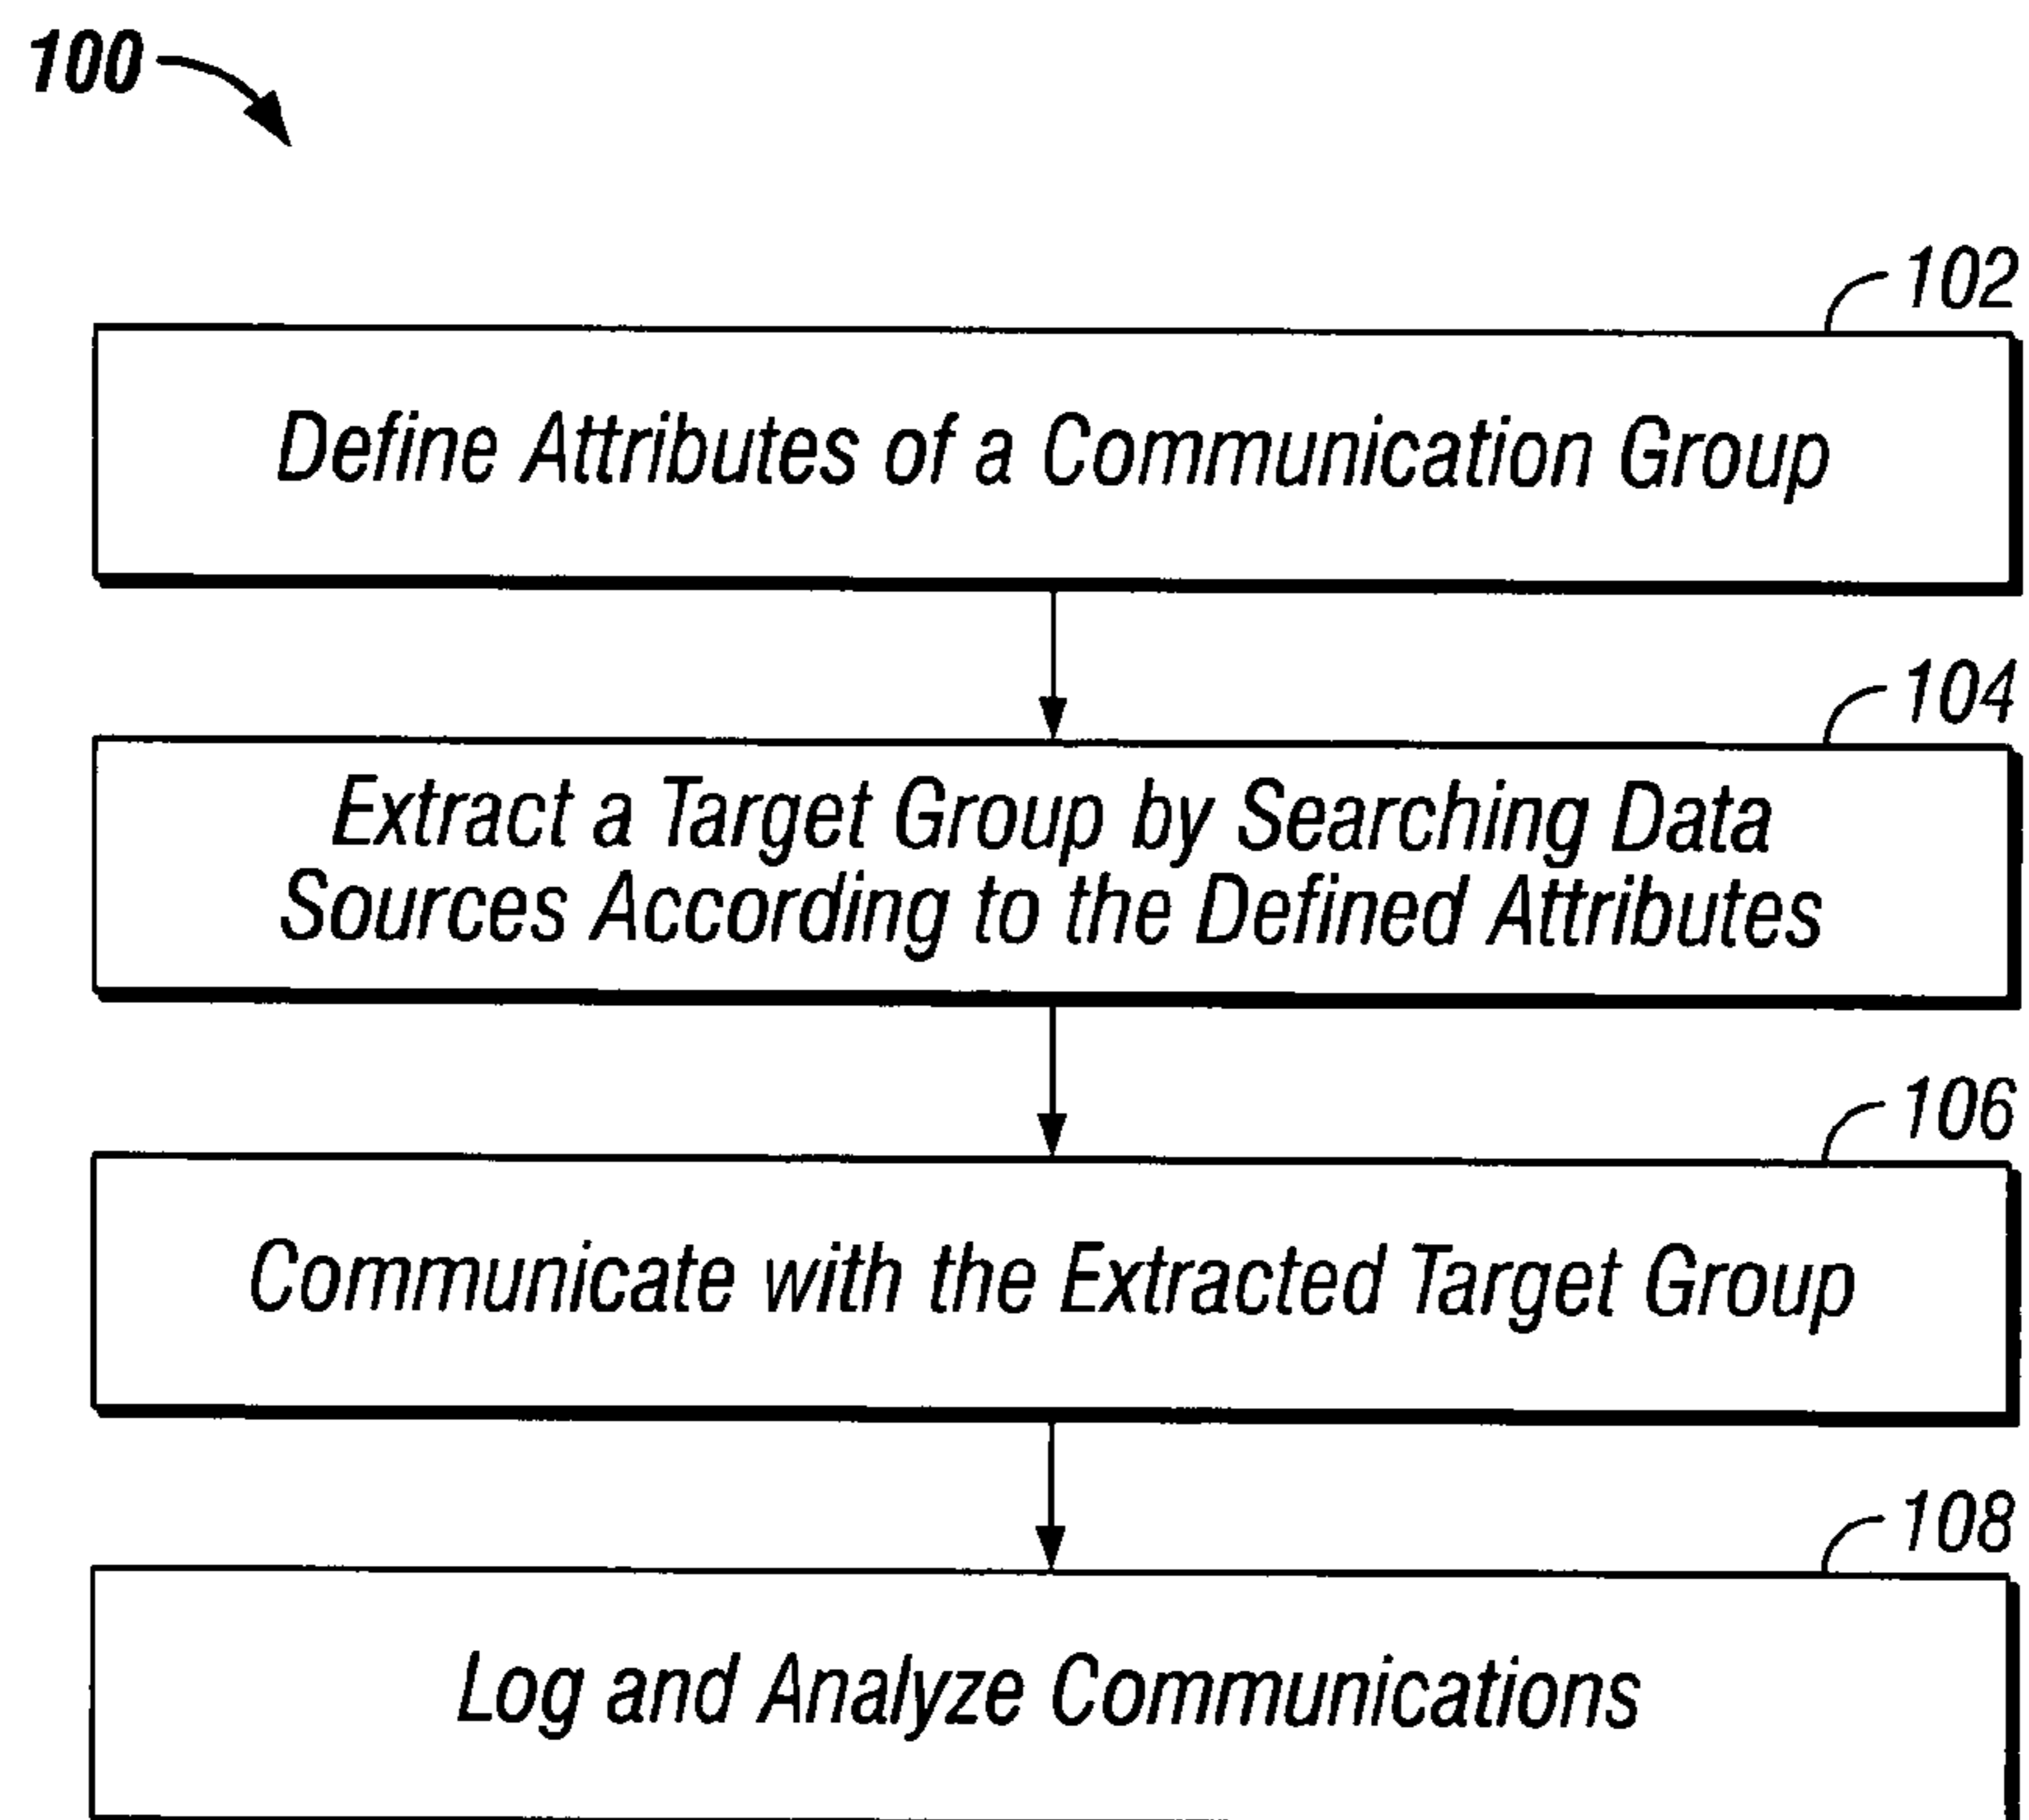 100
102
Define Attributes of a Communication Group
104
Extract a Target Group by Searching Data
Sources According to the Defined Attributes
106
Communicate with the Extracted Target Group
108
Log and Analyze Communications